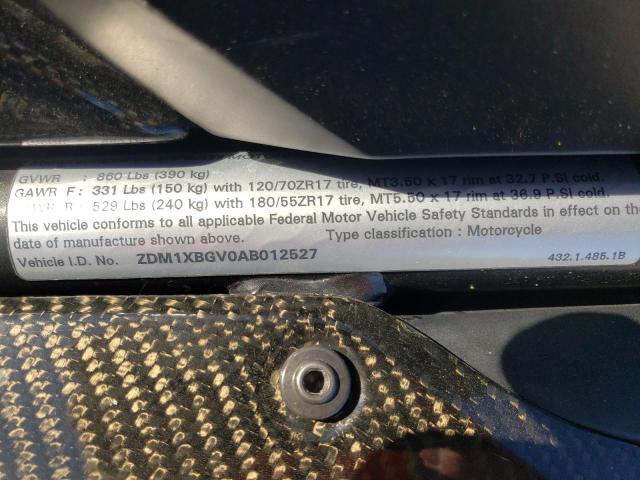 GVWR : 860 Lbs (390 kg)
GAWR F : 331 Lbs (150 kg) with 120/70ZR17 tire, MT3.50 x 17 rim at 32.7 P.SI cold.
GAWR R : 529 Lbs (240 kg) with 180/55ZR17 tire, MT5.50 x 17 rim at 36.9 P.SI cold.
This vehicle conforms to all applicable Federal Motor Vehicle Safety Standards in effect on the
date of manufacture shown above. Type classification : Motorcycle
Vehicle I.D. No. ZDM1XBGV0AB012527
432.1.485.1B